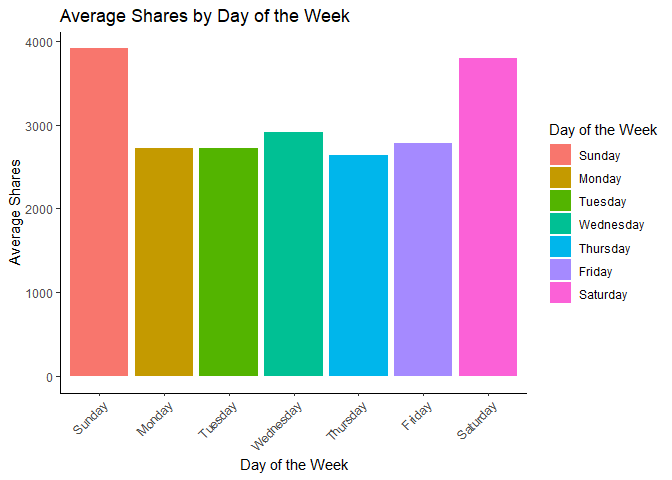 Average Shares by Day of the Week
4000
3000
2000
1000
0
Average Shares
Sunday
Monday
Tuesday
Wednesday
Thursday
Friday
Saturday
Day of the Week
Day of the Week
Sunday
Monday
Tuesday
Wednesday
Thursday
Friday
Saturday